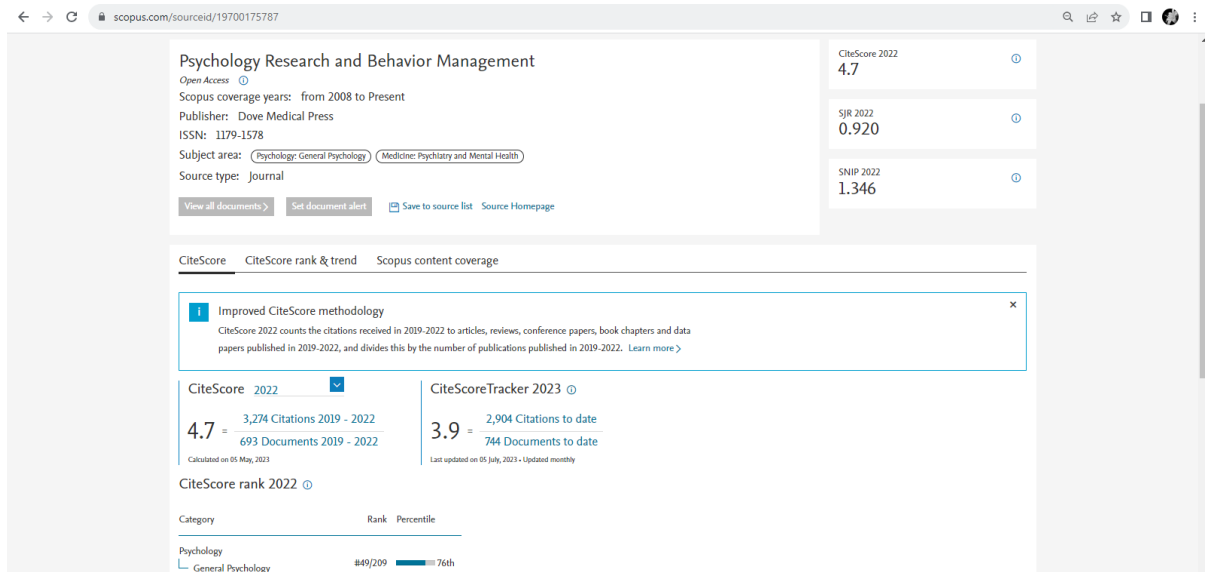 scopus.com/sourceid/19700175787
Psychology Research and Behavior Management
Open Access
Scopus coverage years: from 2008 to Present
Publisher: Dove Medical Press
ISSN: 1179-1578
Subject area: Psychology: General Psychology Medicine: Psychiatry and Mental Health
Source type: Journal
View all documents > Set document alert Save to source list Source Homepage
CiteScore 2022
4.7
SJR 2022
0.920
SNIP 2022
1.346
CiteScore CiteScore rank & trend Scopus content coverage
i Improved CiteScore methodology ×
CiteScore 2022 counts the citations received in 2019-2022 to articles, reviews, conference papers, book chapters and data
papers published in 2019-2022, and divides this by the number of publications published in 2019-2022. Learn more >
CiteScore 2022
4.7 = 3,274 Citations 2019 - 2022
693 Documents 2019 - 2022
Calculated on 05 May, 2023
CiteScoreTracker 2023
3.9 = 2,904 Citations to date
744 Documents to date
Last updated on 05 July, 2023 • Updated monthly
CiteScore rank 2022
Category Rank Percentile
Psychology
General Psychology #49/209 76th